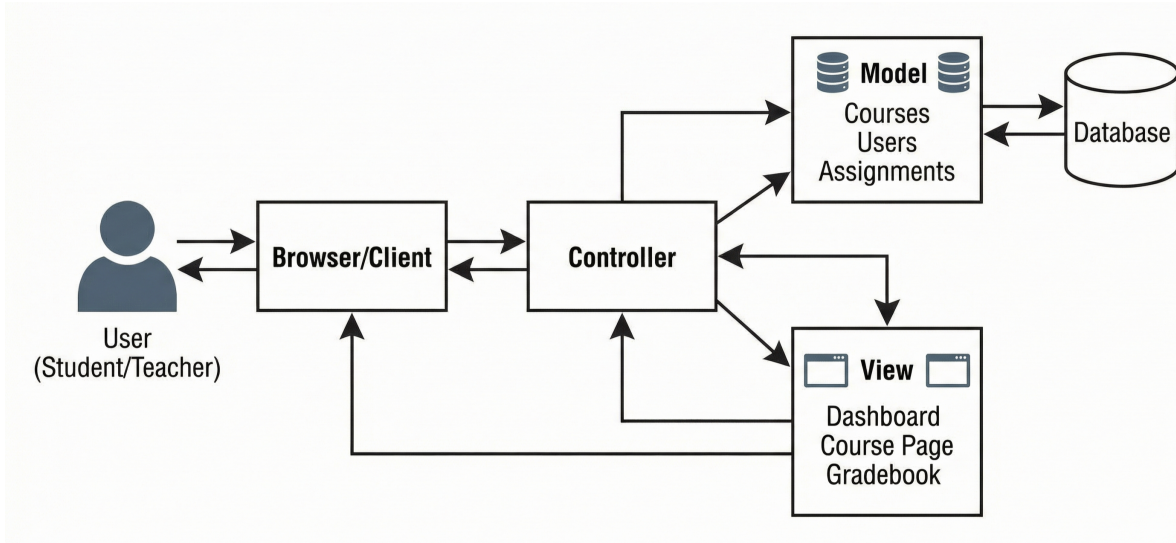 User
(Student/Teacher)
Browser/Client
Controller
Model
Courses
Users
Assignments
Database
View
Dashboard
Course Page
Gradebook